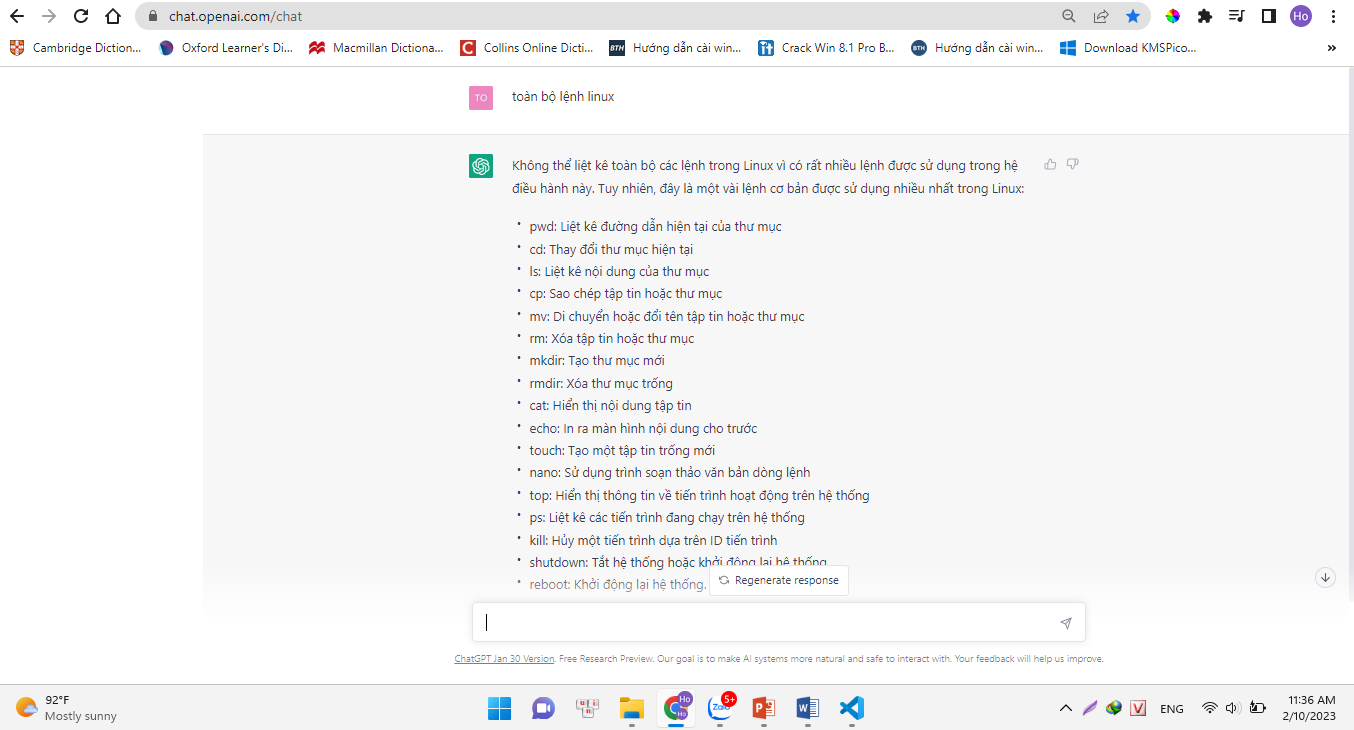 chat.openai.com/chat
Ho
Cambridge Diction...
Oxford Learner's Di...
Macmillan Dictiona...
C
Collins Online Dicti...
BTH
Hướng dẫn cài win...
Crack Win 8.1 Pro B...
BTH
Hướng dẫn cài win...
Download KMSPico...
»
TO
toàn bộ lệnh linux
Không thể liệt kê toàn bộ các lệnh trong Linux vì có rất nhiều lệnh được sử dụng trong hệ
điều hành này. Tuy nhiên, đây là một vài lệnh cơ bản được sử dụng nhiều nhất trong Linux:
• pwd: Liệt kê đường dẫn hiện tại của thư mục
• cd: Thay đổi thư mục hiện tại
• ls: Liệt kê nội dung của thư mục
• cp: Sao chép tập tin hoặc thư mục
• mv: Di chuyển hoặc đổi tên tập tin hoặc thư mục
• rm: Xóa tập tin hoặc thư mục
• mkdir: Tạo thư mục mới
• rmdir: Xóa thư mục trống
• cat: Hiển thị nội dung tập tin
• echo: In ra màn hình nội dung cho trước
• touch: Tạo một tập tin trống mới
• nano: Sử dụng trình soạn thảo văn bản dòng lệnh
• top: Hiển thị thông tin về tiến trình hoạt động trên hệ thống
• ps: Liệt kê các tiến trình đang chạy trên hệ thống
• kill: Hủy một tiến trình dựa trên ID tiến trình
• shutdown: Tắt hệ thống hoặc khởi động lại hệ thống
• reboot: Khởi động lại hệ thống.
Regenerate response
ChatGPT Jan 30 Version. Free Research Preview. Our goal is to make AI systems more natural and safe to interact with. Your feedback will help us improve.
92°F
Mostly sunny
Ho
Ho
Zalo
5+
P
W
V
ENG
11:36 AM
2/10/2023